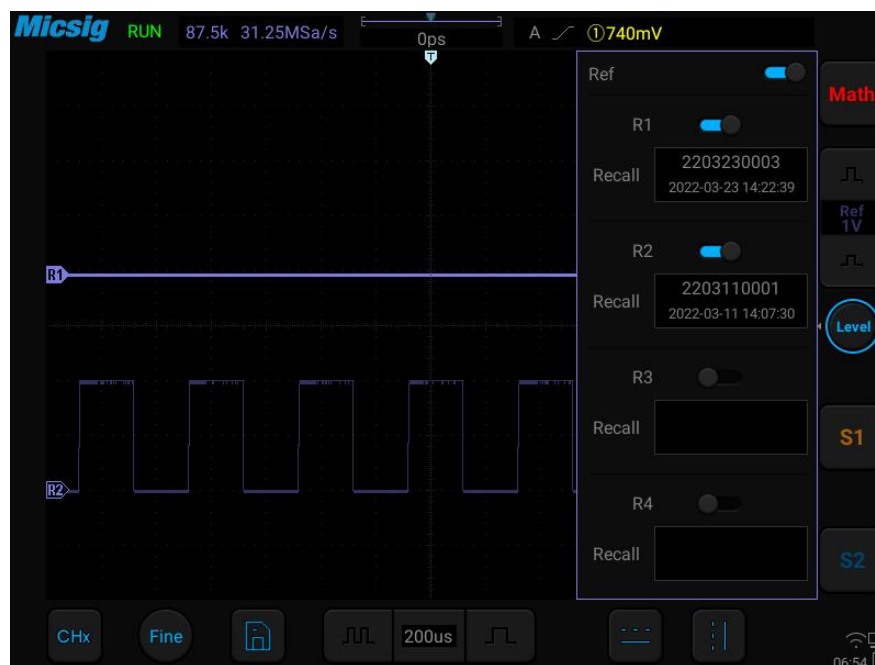 Micsig RUN 87.5k 31.25MSa/s 0ps A ①740mV
T
Ref
Math
R1
Recall 2203230003
2022-03-23 14:22:39
Ref
1V
R2
R1
Recall 2203110001
2022-03-11 14:07:30
Level
R3
Recall
S1
R2
R4
Recall
S2
CHx Fine 200us
06:54